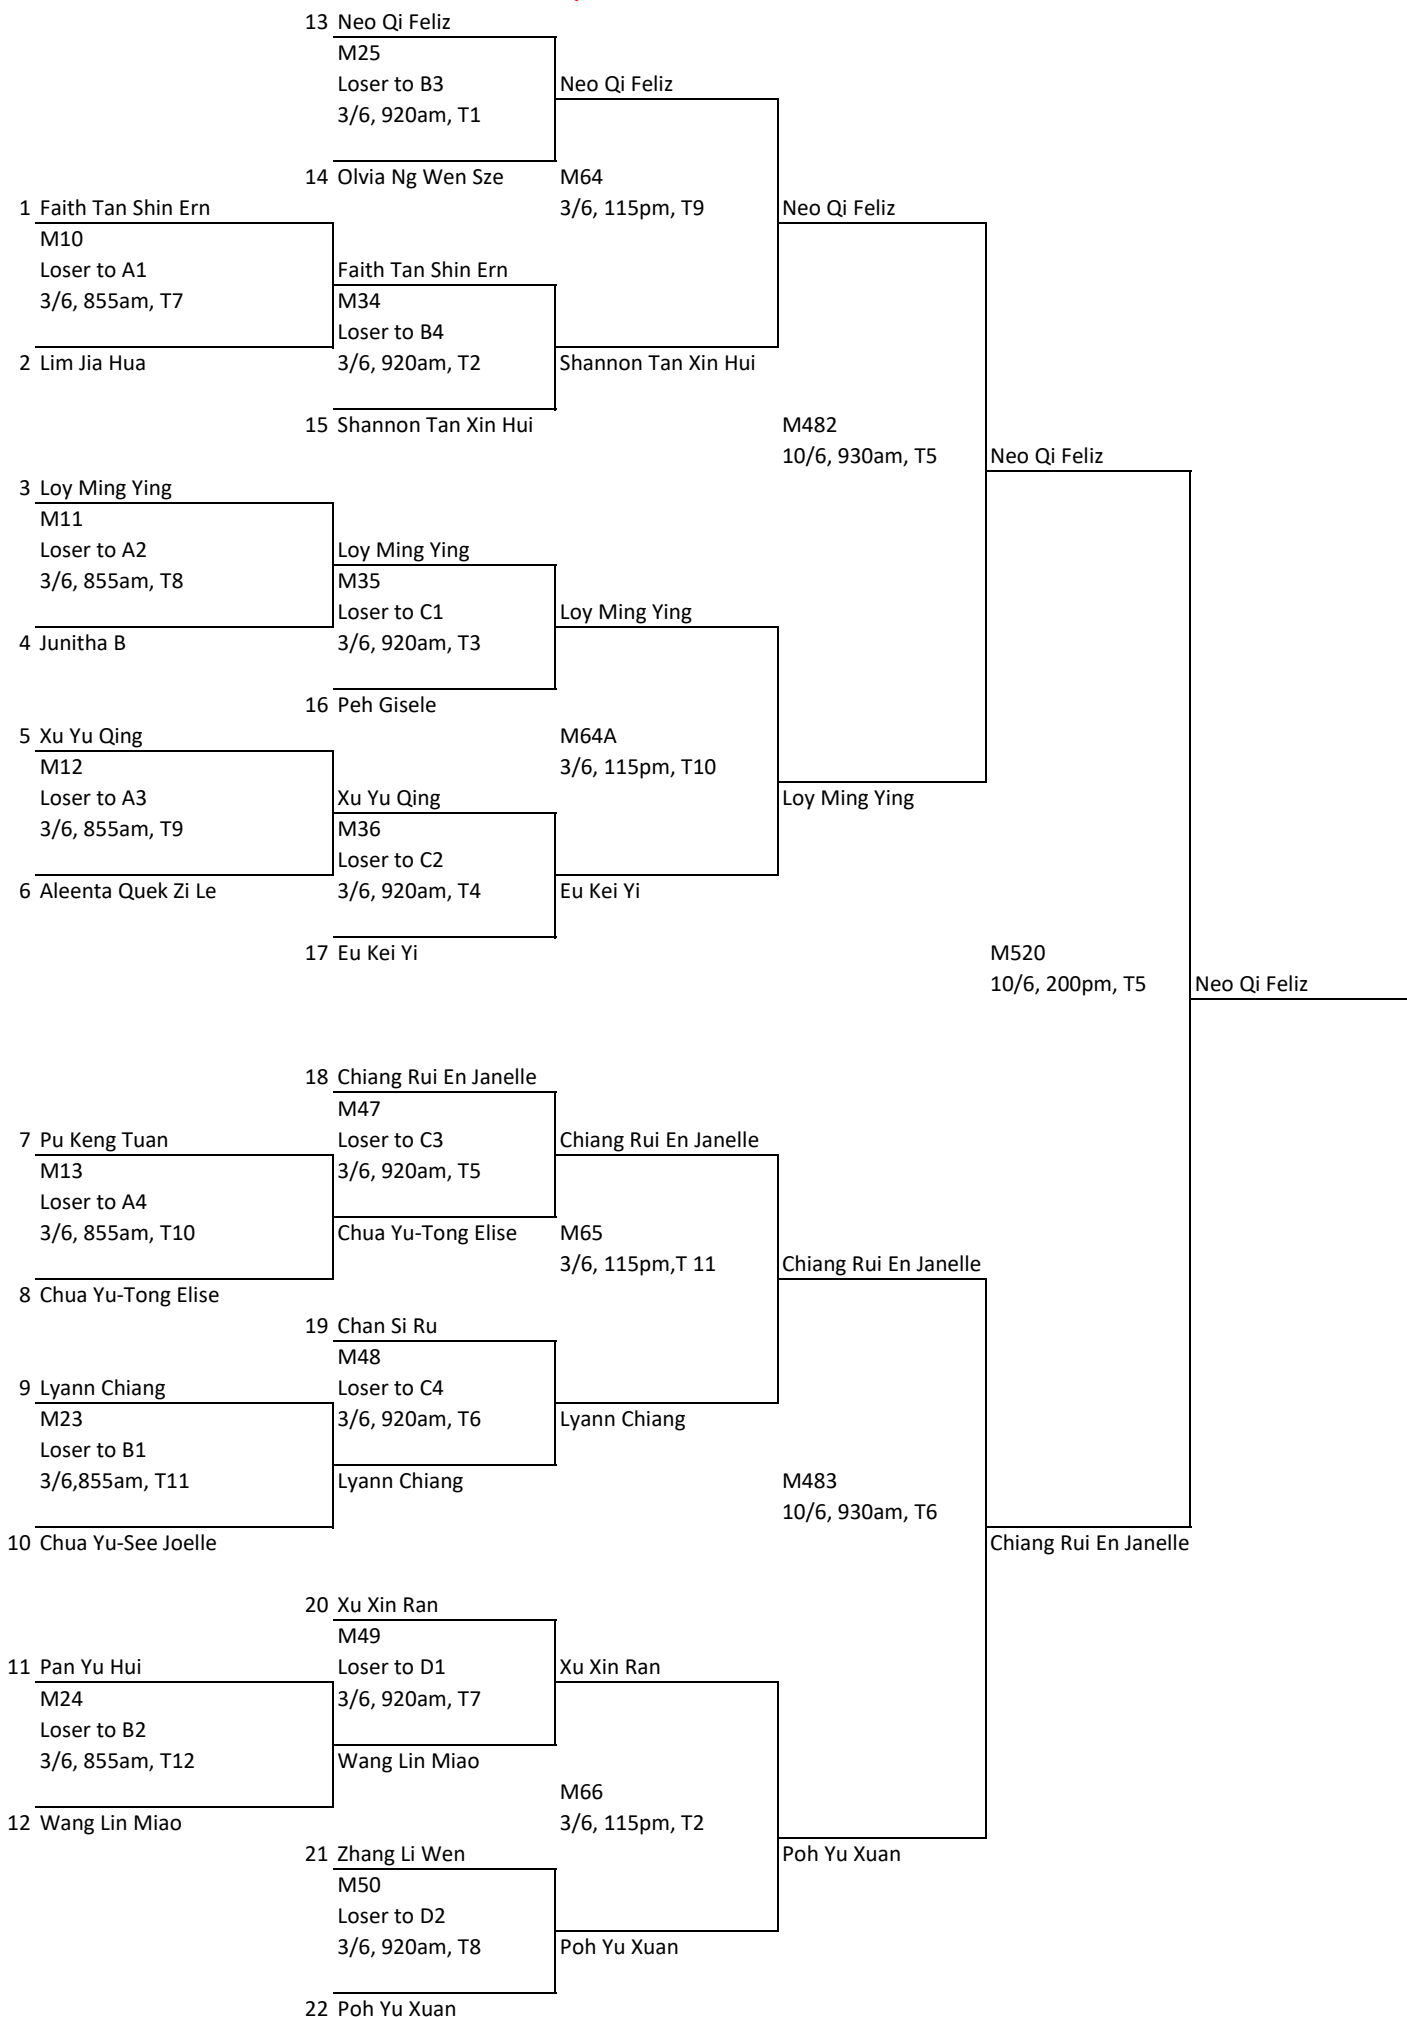 13 Neo Qi Feliz
M25
Loser to B3
Neo Qi Feliz
3/6, 920am, T1
14 Olvia Ng Wen Sze
M64
1 Faith Tan Shin Ern
3/6, 115pm, T9
Neo Qi Feliz
M10
Loser to A1
Faith Tan Shin Ern
3/6, 855am, T7
M34
Loser to B4
2 Lim Jia Hua
3/6, 920am, T2
Shannon Tan Xin Hui
15 Shannon Tan Xin Hui
M482
10/6, 930am, T5
Neo Qi Feliz
3 Loy Ming Ying
M11
Loser to A2
Loy Ming Ying
3/6, 855am, T8
M35
Loser to C1
Loy Ming Ying
4 Junitha B
3/6, 920am, T3
16 Peh Gisele
5 Xu Yu Qing
M64A
M12
3/6, 115pm, T10
Loser to A3
Xu Yu Qing
Loy Ming Ying
3/6, 855am, T9
M36
Loser to C2
6 Aleenta Quek Zi Le
3/6, 920am, T4
Eu Kei Yi
17 Eu Kei Yi
M520
10/6, 200pm, T5
Neo Qi Feliz
18 Chiang Rui En Janelle
M47
7 Pu Keng Tuan
Loser to C3
Chiang Rui En Janelle
M13
3/6, 920am, T5
Loser to A4
3/6, 855am, T10
Chua Yu-Tong Elise
M65
3/6, 115pm,T 11
Chiang Rui En Janelle
8 Chua Yu-Tong Elise
19 Chan Si Ru
M48
9 Lyann Chiang
Loser to C4
M23
3/6, 920am, T6
Lyann Chiang
Loser to B1
3/6,855am, T11
Lyann Chiang
M483
10/6, 930am, T6
10 Chua Yu-See Joelle
Chiang Rui En Janelle
20 Xu Xin Ran
M49
11 Pan Yu Hui
Loser to D1
Xu Xin Ran
M24
3/6, 920am, T7
Loser to B2
3/6, 855am, T12
Wang Lin Miao
M66
12 Wang Lin Miao
3/6, 115pm, T2
21 Zhang Li Wen
Poh Yu Xuan
M50
Loser to D2
3/6, 920am, T8
Poh Yu Xuan
22 Poh Yu Xuan